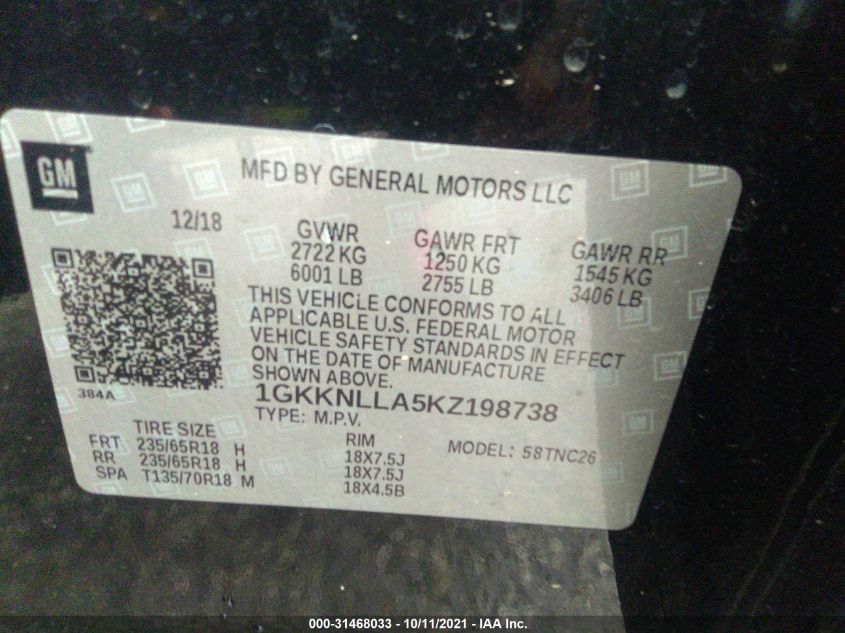 GM
MFD BY GENERAL MOTORS LLC
12/18
GVWR
2722 KG
6001 LB
GAWR FRT
1250 KG
2755 LB
GAWR RR
1545 KG
3406 LB
THIS VEHICLE CONFORMS TO ALL
APPLICABLE U.S. FEDERAL MOTOR
VEHICLE SAFETY STANDARDS IN EFFECT
ON THE DATE OF MANUFACTURE
SHOWN ABOVE.
384A
1GKKNLLA5KZ198738
TYPE: M.P.V.
MODEL: 58TNC26
TIRE SIZE
RIM
FRT 235/65R18 H 18X7.5J
RR 235/65R18 H 18X7.5J
SPA T135/70R18 M 18X4.5B
000-31468033 - 10/11/2021 - IAA Inc.